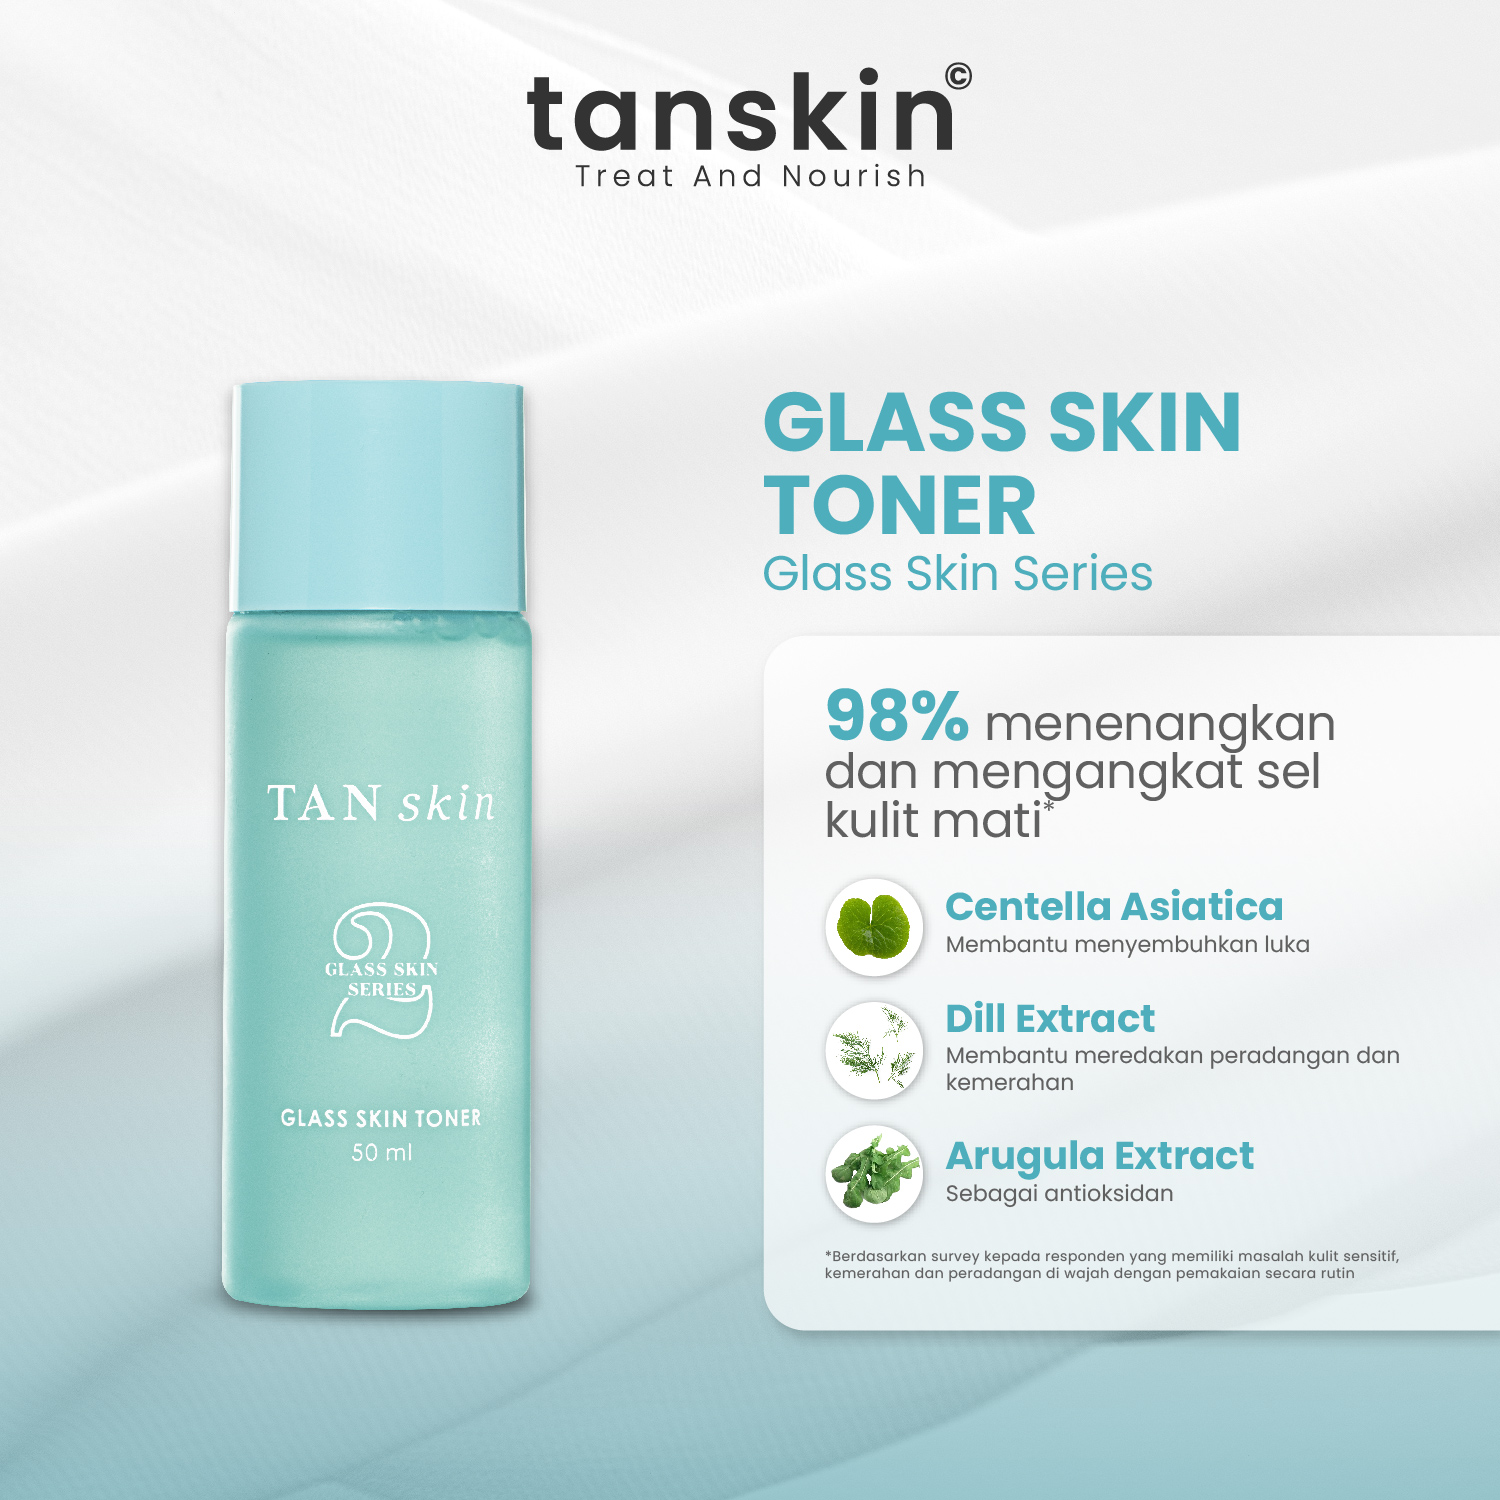 tanskin©
Treat And Nourish
GLASS SKIN
TONER
Glass Skin Series
TAN skin
2
GLASS SKIN
SERIES
GLASS SKIN TONER
50 ml
98% menenangkan
dan mengangkat sel
kulit mati*
Centella Asiatica
Membantu menyembuhkan luka
Dill Extract
Membantu meredakan peradangan dan
kemerahan
Arugula Extract
Sebagai antioksidan
*Berdasarkan survey kepada responden yang memiliki masalah kulit sensitif,
kemerahan dan peradangan di wajah dengan pemakaian secara rutin